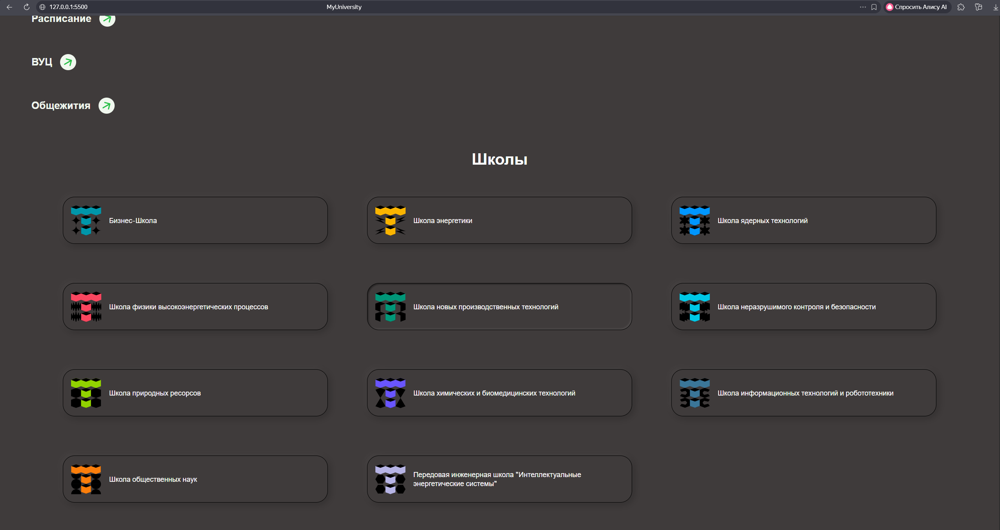 127.0.0.1:5500
MyUniversity
Спросить Алису AI
Расписание
ВУЦ
Общежития
Школы
Бизнес-Школа
Школа энергетики
Школа ядерных технологий
Школа физики высокоэнергетических процессов
Школа новых производственных технологий
Школа неразрушимого контроля и безопасности
Школа природных ресорсов
Школа химических и биомедицинских технологий
Школа информационных технологий и робототехники
Школа общественных наук
Передовая инженерная школа ”Интеллектуальные
энергетические системы”